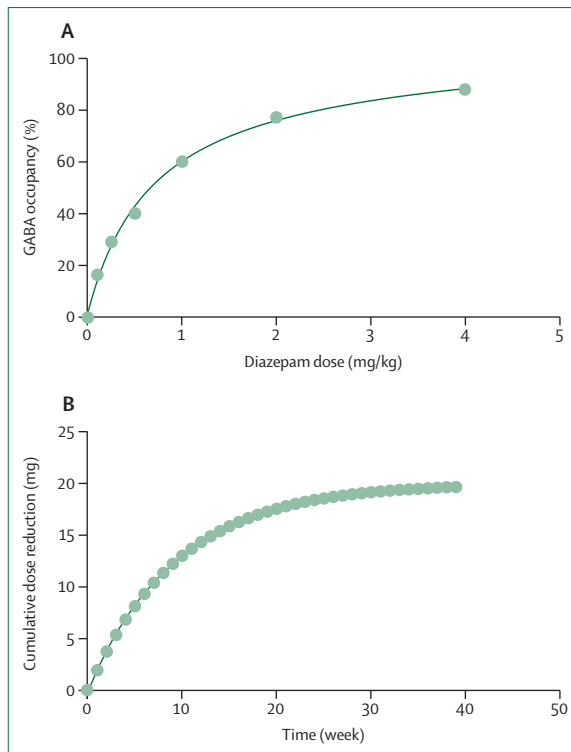 A
100
80
60
40
20
0
GABA occupancy (%)
0 1 2 3 4 5
Diazepam dose (mg/kg)
B
25
20
15
10
5
0
Cumulative dose reduction (mg)
0 10 20 30 40 50
Time (week)